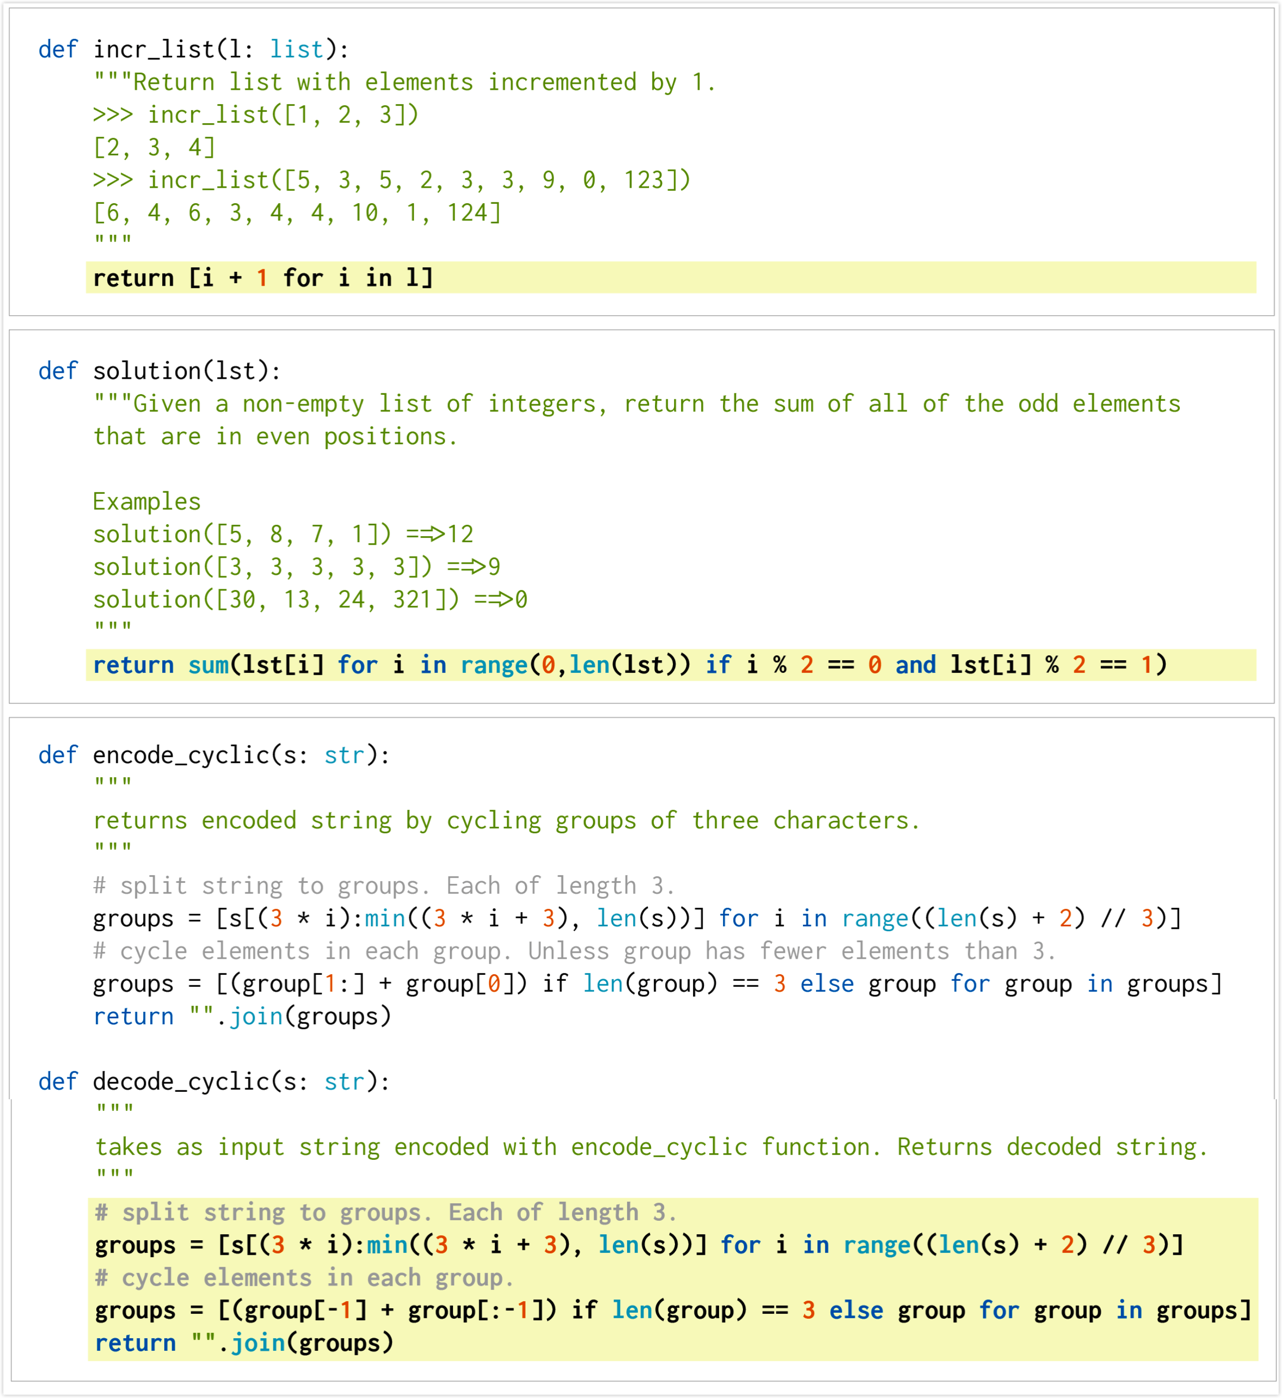 def incr_list(l: list):
    """Return list with elements incremented by 1.
    >>> incr_list([1, 2, 3])
    [2, 3, 4]
    >>> incr_list([5, 3, 5, 2, 3, 3, 9, 0, 123])
    [6, 4, 6, 3, 4, 4, 10, 1, 124]
    """
    return [i + 1 for i in l]
def solution(lst):
    """Given a non-empty list of integers, return the sum of all of the odd elements
    that are in even positions.

    Examples
    solution([5, 8, 7, 1]) ==>12
    solution([3, 3, 3, 3, 3]) ==>9
    solution([30, 13, 24, 321]) ==>0
    """
    return sum(lst[i] for i in range(0,len(lst)) if i % 2 == 0 and lst[i] % 2 == 1)
def encode_cyclic(s: str):
    """
    returns encoded string by cycling groups of three characters.
    """
    # split string to groups. Each of length 3.
    groups = [s[(3 * i):min((3 * i + 3), len(s))] for i in range((len(s) + 2) // 3)]
    # cycle elements in each group. Unless group has fewer elements than 3.
    groups = [(group[1:] + group[0]) if len(group) == 3 else group for group in groups]
    return "".join(groups)

def decode_cyclic(s: str):
    """
    takes as input string encoded with encode_cyclic function. Returns decoded string.
    """
    # split string to groups. Each of length 3.
    groups = [s[(3 * i):min((3 * i + 3), len(s))] for i in range((len(s) + 2) // 3)]
    # cycle elements in each group.
    groups = [(group[-1] + group[:-1]) if len(group) == 3 else group for group in groups]
    return "".join(groups)